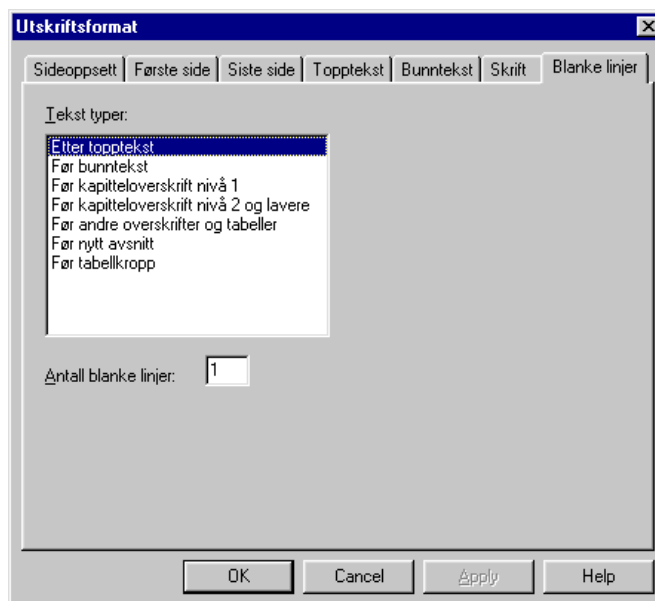 Utskriftsformat
Sideoppsett Første side Siste side Topptekst Bunntekst Skrift Blanke linjer
Tekst typer:
Etter topptekst
Før bunntekst
Før kapitteloverskrift nivå 1
Før kapitteloverskrift nivå 2 og lavere
Før andre overskrifter og tabeller
Før nytt avsnitt
Før tabellkropp
Antall blanke linjer: 1
OK Cancel Apply Help